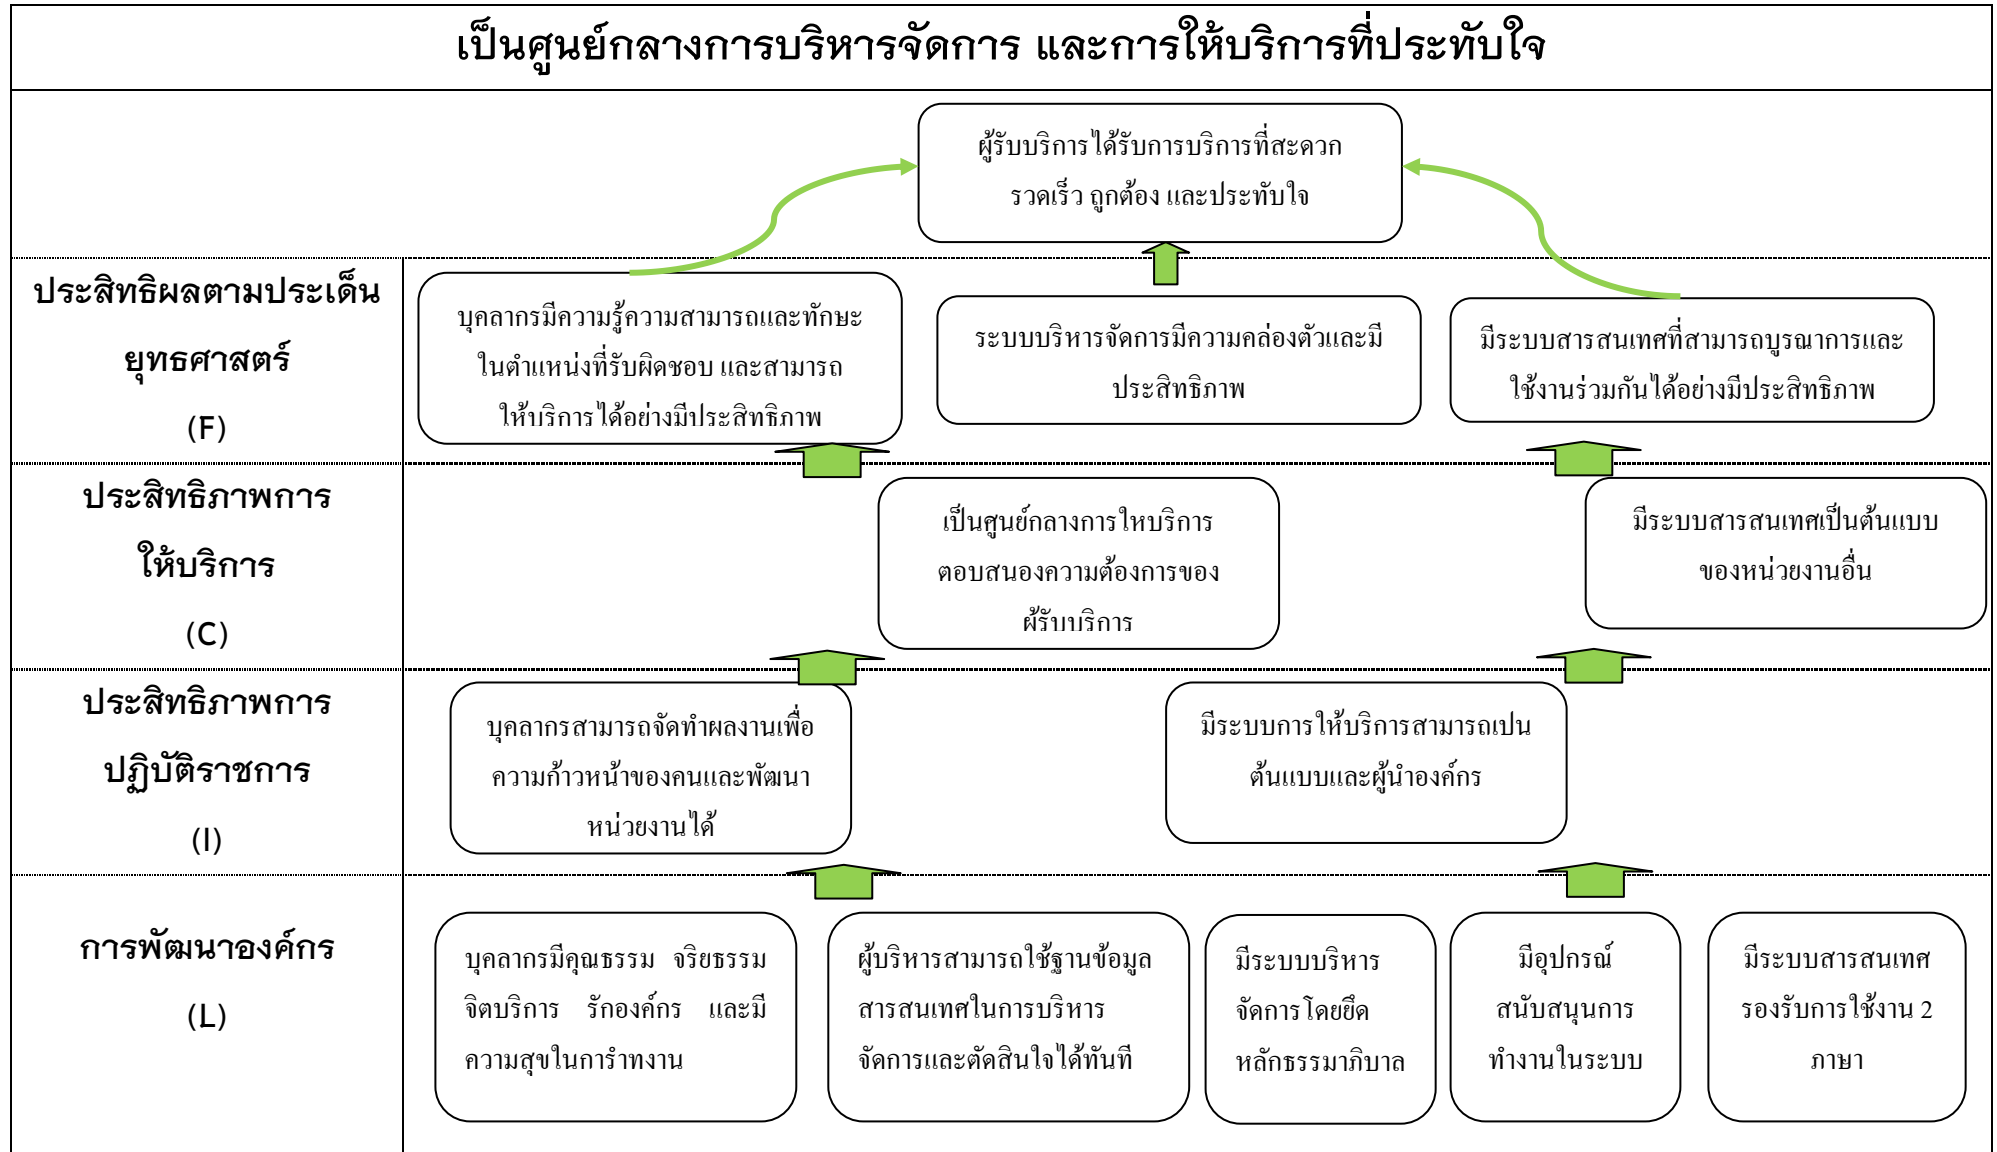 เป็นศูนย์กลางการบริหารจัดการ และการให้บริการที่ประทับใจ
ผู้รับบริการได้รับการบริการที่สะดวก
รวดเร็ว ถูกต้อง และประทับใจ
ประสิทธิผลตามประเด็น
ยุทธศาสตร์
(F)
บุคลากรมีความรู้ความสามารถและทักษะ
ในตำแหน่งที่รับผิดชอบ และสามารถ
ให้บริการได้อย่างมีประสิทธิภาพ
ระบบบริหารจัดการมีความคล่องตัวและมี
ประสิทธิภาพ
มีระบบสารสนเทศที่สามารถบูรณาการและ
ใช้งานร่วมกันได้อย่างมีประสิทธิภาพ
ประสิทธิภาพการ
ให้บริการ
(C)
เป็นศูนย์กลางการใหบริการ
ตอบสนองความต้องการของ
ผ้รับบริการ
มีระบบสารสนเทศเป็นต้นแบบ
ของหน่วยงานอื่น
ประสิทธิภาพการ
ปฏิบัติราชการ
(I)
บุคลากรสามารถจัดทำผลงานเพื่อ
ความก้าวหน้าของคนและพัฒนา
หน่วยงานได้
มีระบบการให้บริการสามารถเปน
ต้นแบบและผู้นำองค์กร
การพัฒนาองค์กร
(L)
บุคลากรมีคุณธรรม จริยธรรม
จิตบริการ รักองค์กร และมี
ความสุขในการำทงาน
ผู้บริหารสามารถใช้ฐานข้อมูล
สารสนเทศในการบริหาร
จัดการและตัดสินใจได้ทันที
มีระบบบริหาร
จัดการโดยยึด
หลักธรรมาภิบาล
มีอุปกรณ์
สนับสนุนการ
ทำงานในระบบ
มีระบบสารสนเทศ
รองรับการใช้งาน 2
ภาษา